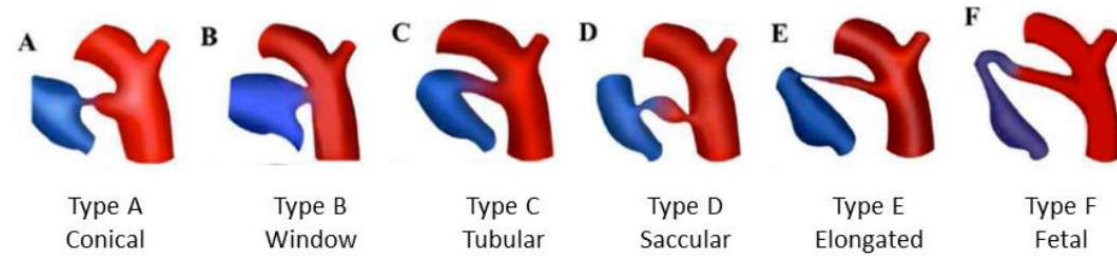 A B C D E F
Type A Type B Type C Type D Type E Type F
Conical Window Tubular Saccular Elongated Fetal